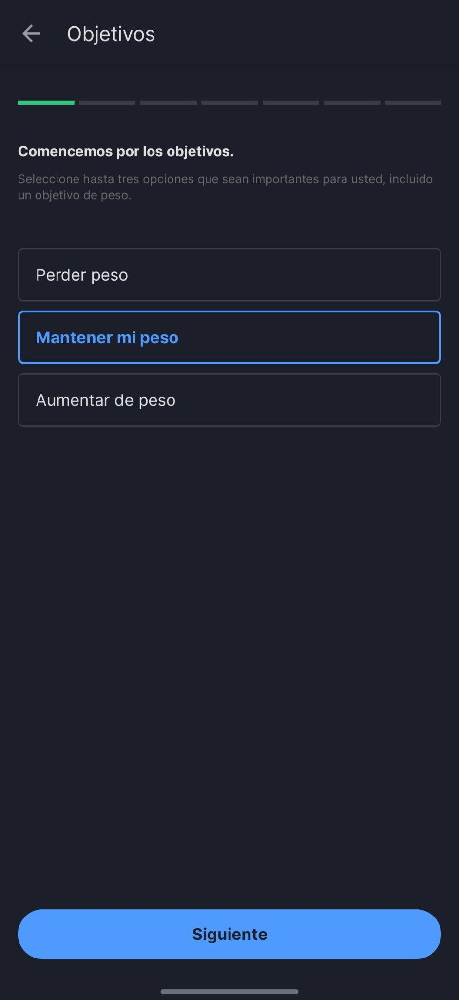 Objetivos
Comencemos por los objetivos.
Seleccione hasta tres opciones que sean importantes para usted, incluido
un objetivo de peso.
Perder peso
Mantener mi peso
Aumentar de peso
Siguiente